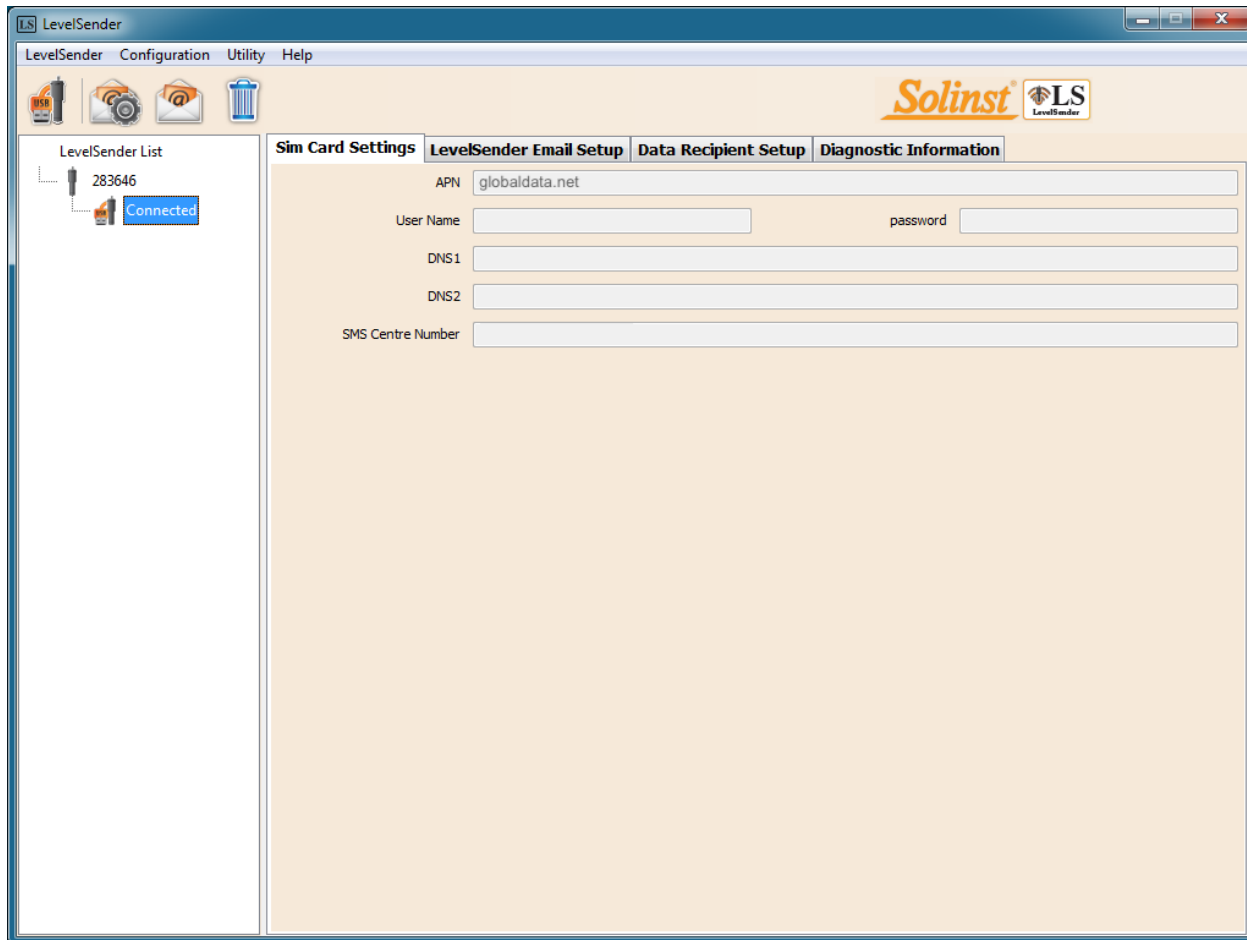 LS LevelSender
LevelSender Configuration Utility Help
USB @ Solinst® LS
LevelSender
LevelSender List
283646
Connected
Sim Card Settings LevelSender Email Setup Data Recipient Setup Diagnostic Information
APN globaldata.net
User Name password
DNS1
DNS2
SMS Centre Number